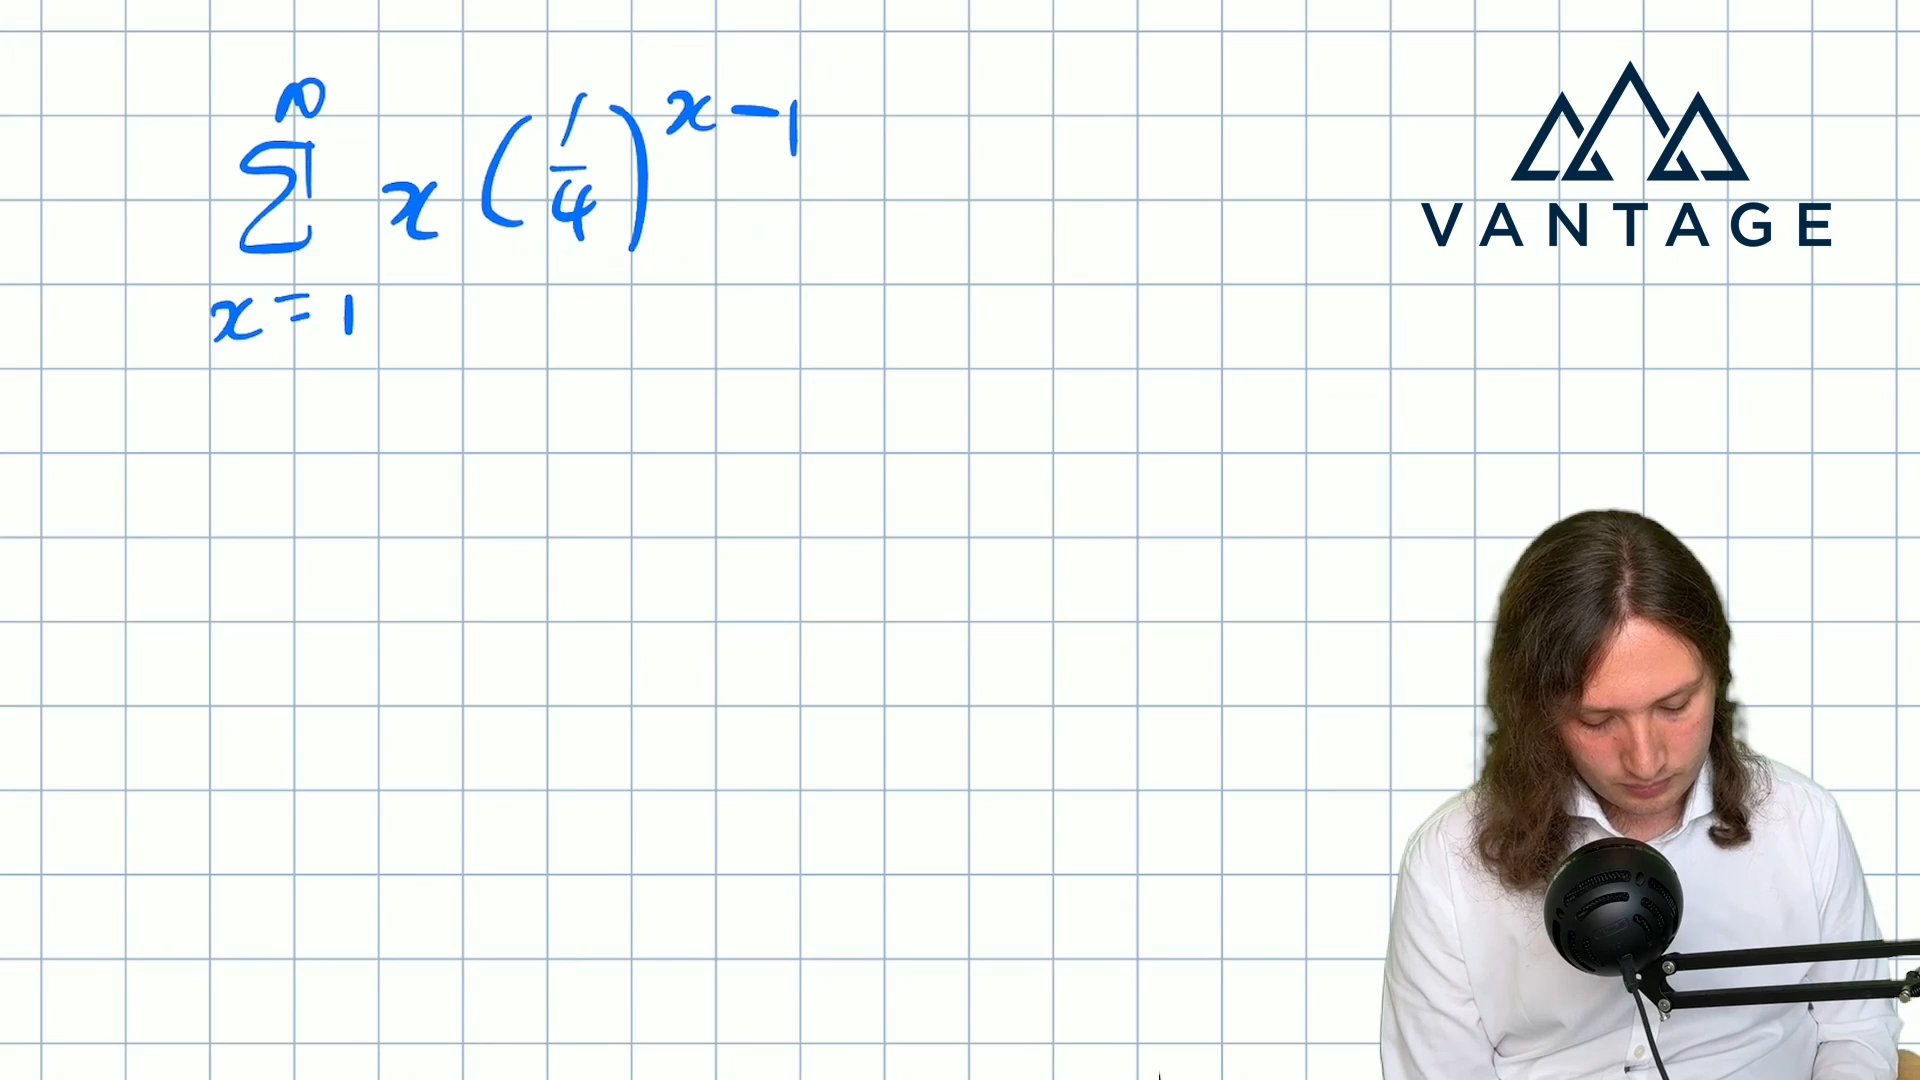 ∞
Σ x (1/4)^x-1
x = 1
VANTAGE